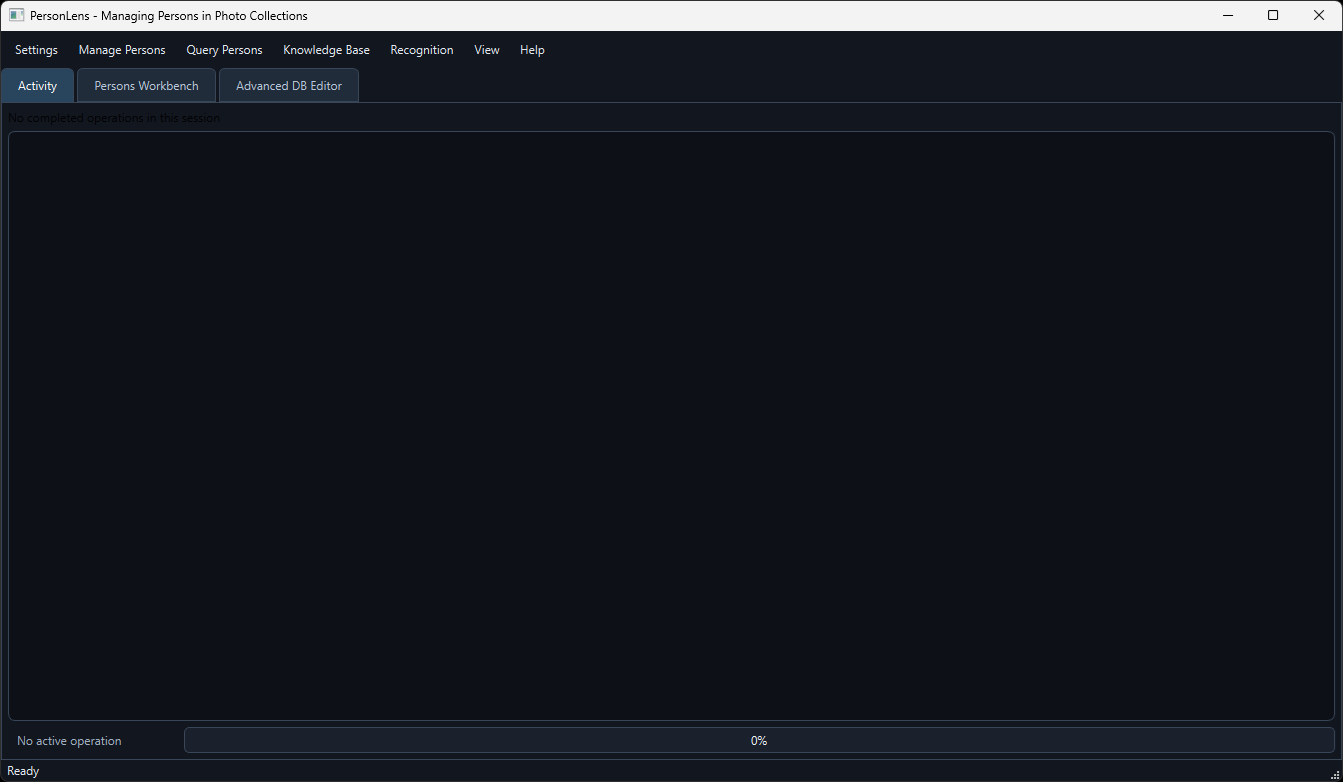 PersonLens - Managing Persons in Photo Collections
Settings Manage Persons Query Persons Knowledge Base Recognition View Help
Activity Persons Workbench Advanced DB Editor
No completed operations in this session
No active operation 0%
Ready